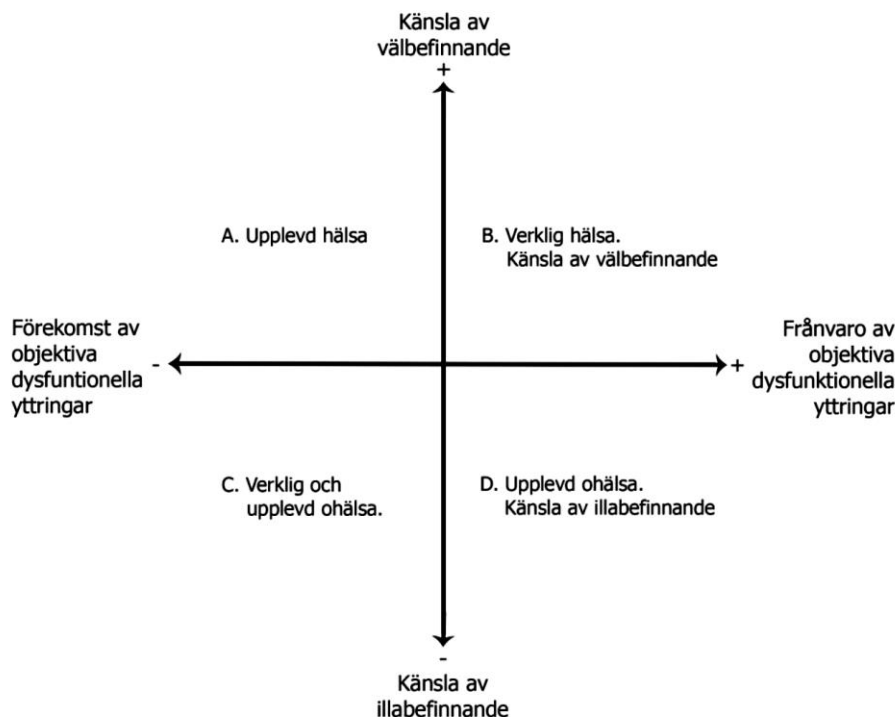 Känsla av
välbefinnande
+
A. Upplevd hälsa
B. Verklig hälsa.
Känsla av välbefinnande
Förekomst av
objektiva
dysfuntionella
yttringar
-
+
Frånvaro av
objektiva
dysfunktionella
yttringar
C. Verklig och
upplevd ohälsa.
D. Upplevd ohälsa.
Känsla av illabefinnande
-
Känsla av
illabefinnande